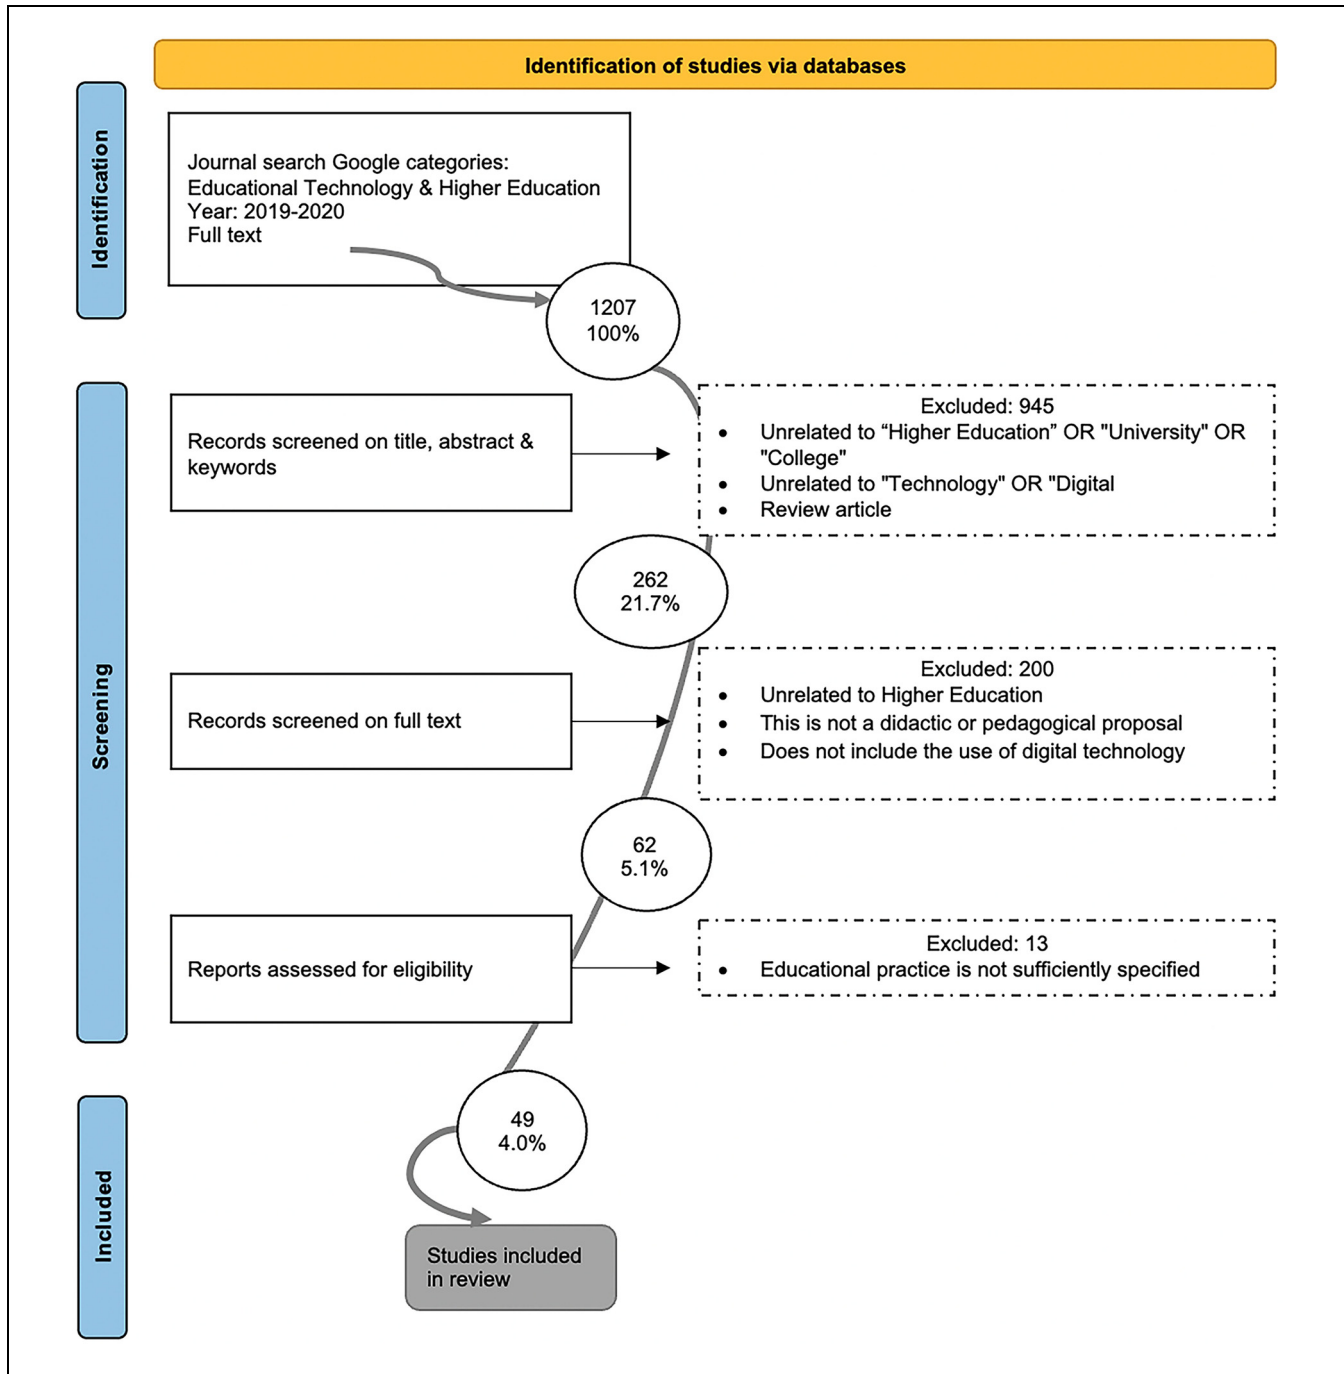 Identification of studies via databases
Identification
Journal search Google categories:
Educational Technology & Higher Education
Year: 2019-2020
Full text
1207
100%
Screening
Records screened on title, abstract &
keywords
Excluded: 945
• Unrelated to “Higher Education” OR "University" OR
"College"
• Unrelated to "Technology" OR "Digital
• Review article
262
21.7%
Records screened on full text
Excluded: 200
• Unrelated to Higher Education
• This is not a didactic or pedagogical proposal
• Does not include the use of digital technology
62
5.1%
Reports assessed for eligibility
Excluded: 13
• Educational practice is not sufficiently specified
Included
49
4.0%
Studies included
in review